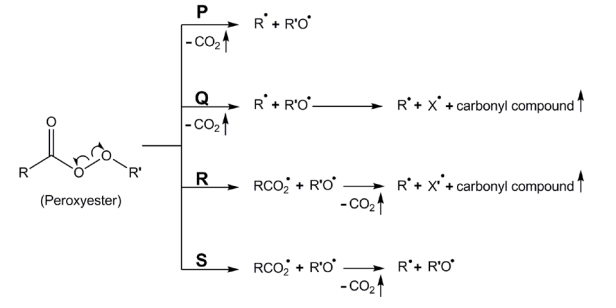 P
R• + R'O•
- CO2
Q
R• + R'O• R• + X• + carbonyl compound
- CO2
O
R O O R'
(Peroxyester)
R
RCO2• + R'O• R• + X'• + carbonyl compound
- CO2
S
RCO2• + R'O• R• + R'O•
- CO2